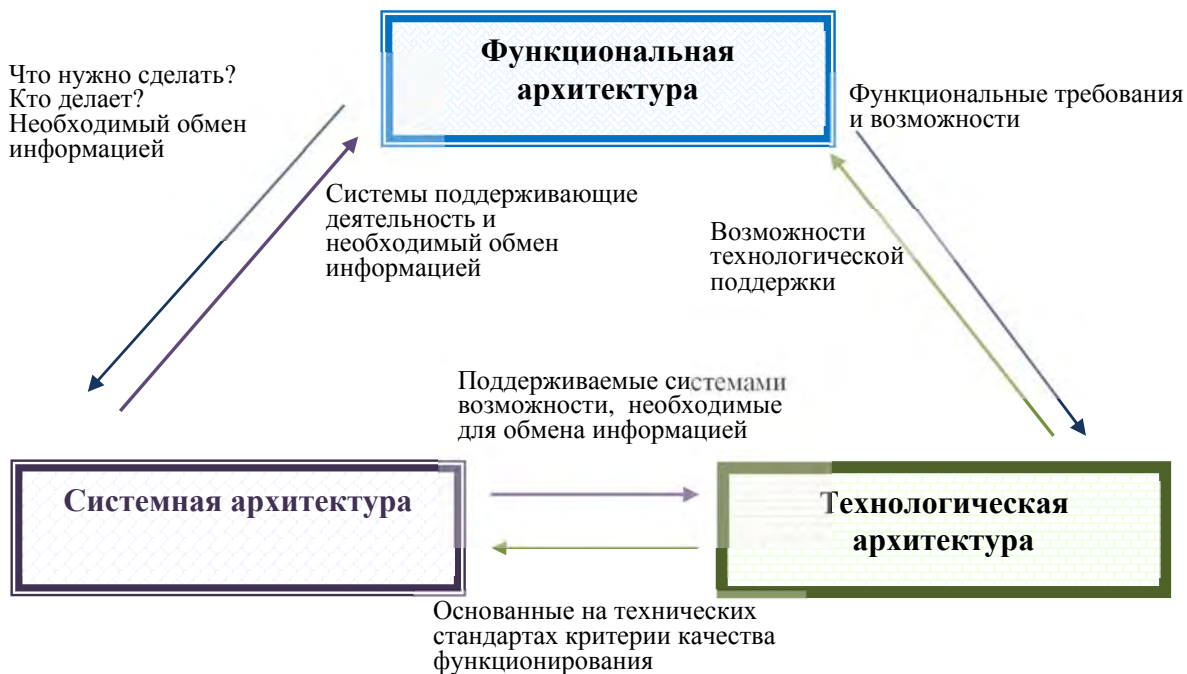 Функциональная
архитектура
Что нужно сделать?
Кто делает?
Необходимый обмен
информацией
Функциональные требования
и возможности
Системы поддерживающие
деятельность и
необходимый обмен
информацией
Возможности
технологической
поддержки
Поддерживаемые системами
возможности, необходимые
для обмена информацией
Системная архитектура
Технологическая
архитектура
Основанные на технических
стандартах критерии качества
функционирования